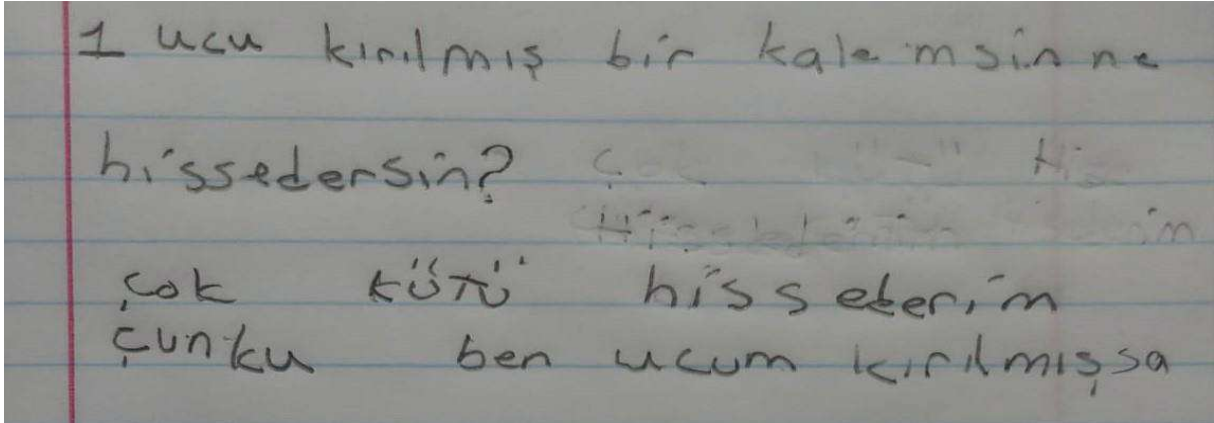 1 ucu kırılmış bir kalemsin ne
hissedersin?
çok kötü hissederim
çunku ben ucum kırılmışsa